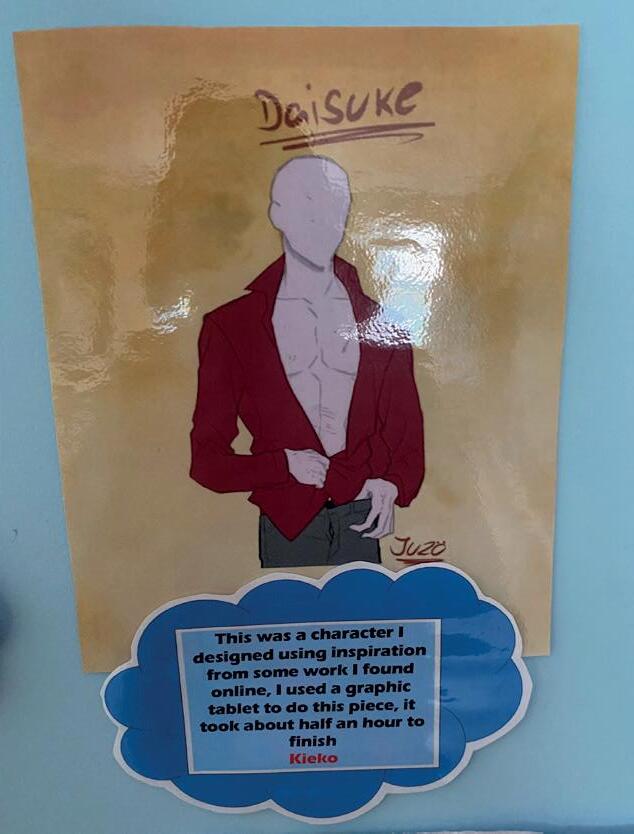 Daisuke
Juzo
This was a character I
designed using inspiration
from some work I found
online, I used a graphic
tablet to do this piece, it
took about half an hour to
finish
Kieko